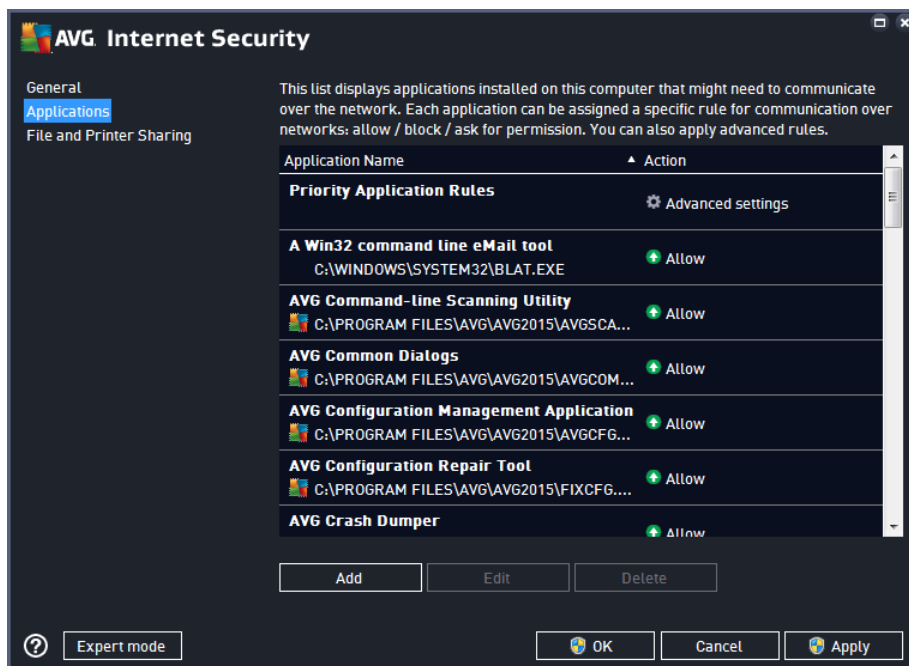 AVG Internet Security
General
Applications
File and Printer Sharing
This list displays applications installed on this computer that might need to communicate
over the network. Each application can be assigned a specific rule for communication over
networks: allow / block / ask for permission. You can also apply advanced rules.
Application Name Action
Priority Application Rules
Advanced settings
A Win32 command line eMail tool
C:\WINDOWS\SYSTEM32\BLAT.EXE
Allow
AVG Command-line Scanning Utility
C:\PROGRAM FILES\AVG\AVG2015\AVGSCA...
Allow
AVG Common Dialogs
C:\PROGRAM FILES\AVG\AVG2015\AVGCOM...
Allow
AVG Configuration Management Application
C:\PROGRAM FILES\AVG\AVG2015\AVGCFG...
Allow
AVG Configuration Repair Tool
C:\PROGRAM FILES\AVG\AVG2015\FIXCFG....
Allow
AVG Crash Dumper
Allow
Add Edit Delete
? Expert mode OK Cancel Apply